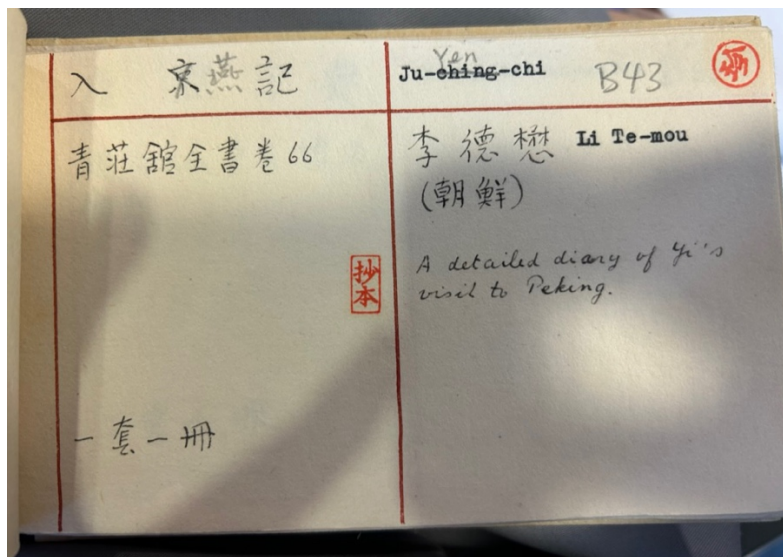 入 京燕記
青莊舘全書卷66
抄本
一套一冊
Yen
Ju-ching-chi
B43
李德懋 Li Te-mou
(朝鮮)
A detailed diary of Yi's
visit to Peking.